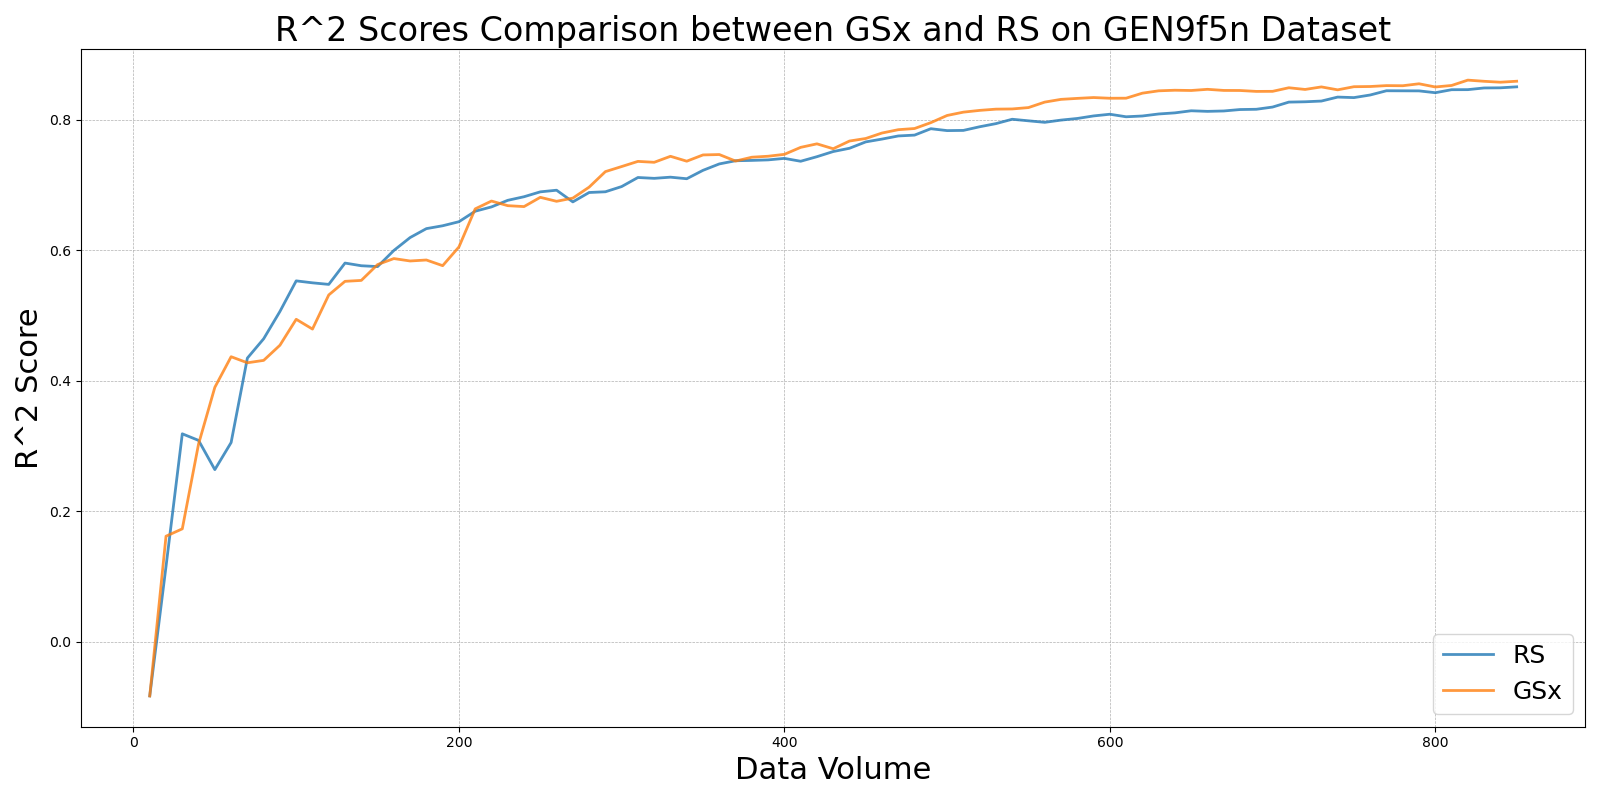 R^2 Scores Comparison between GSx and RS on GEN9f5n Dataset
R^2 Score
0.8
0.6
0.4
0.2
0.0
0
200
400
600
800
Data Volume
RS
GSx